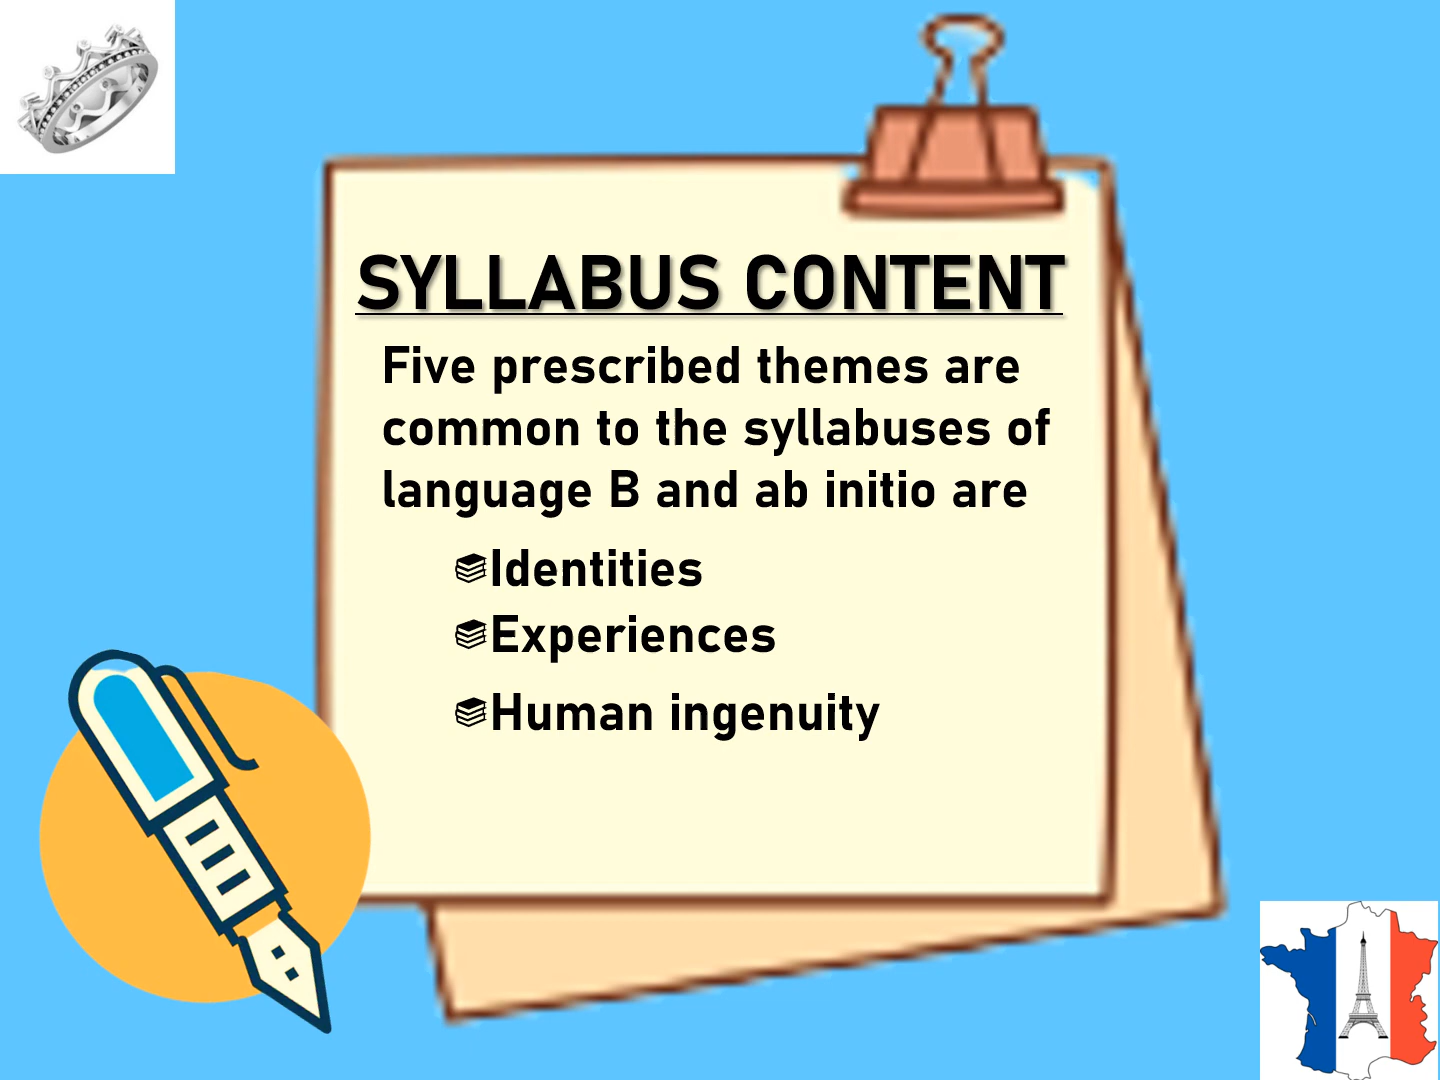 SYLLABUS CONTENT
Five prescribed themes are
common to the syllabuses of
language B and ab initio are
Identities
Experiences
Human ingenuity